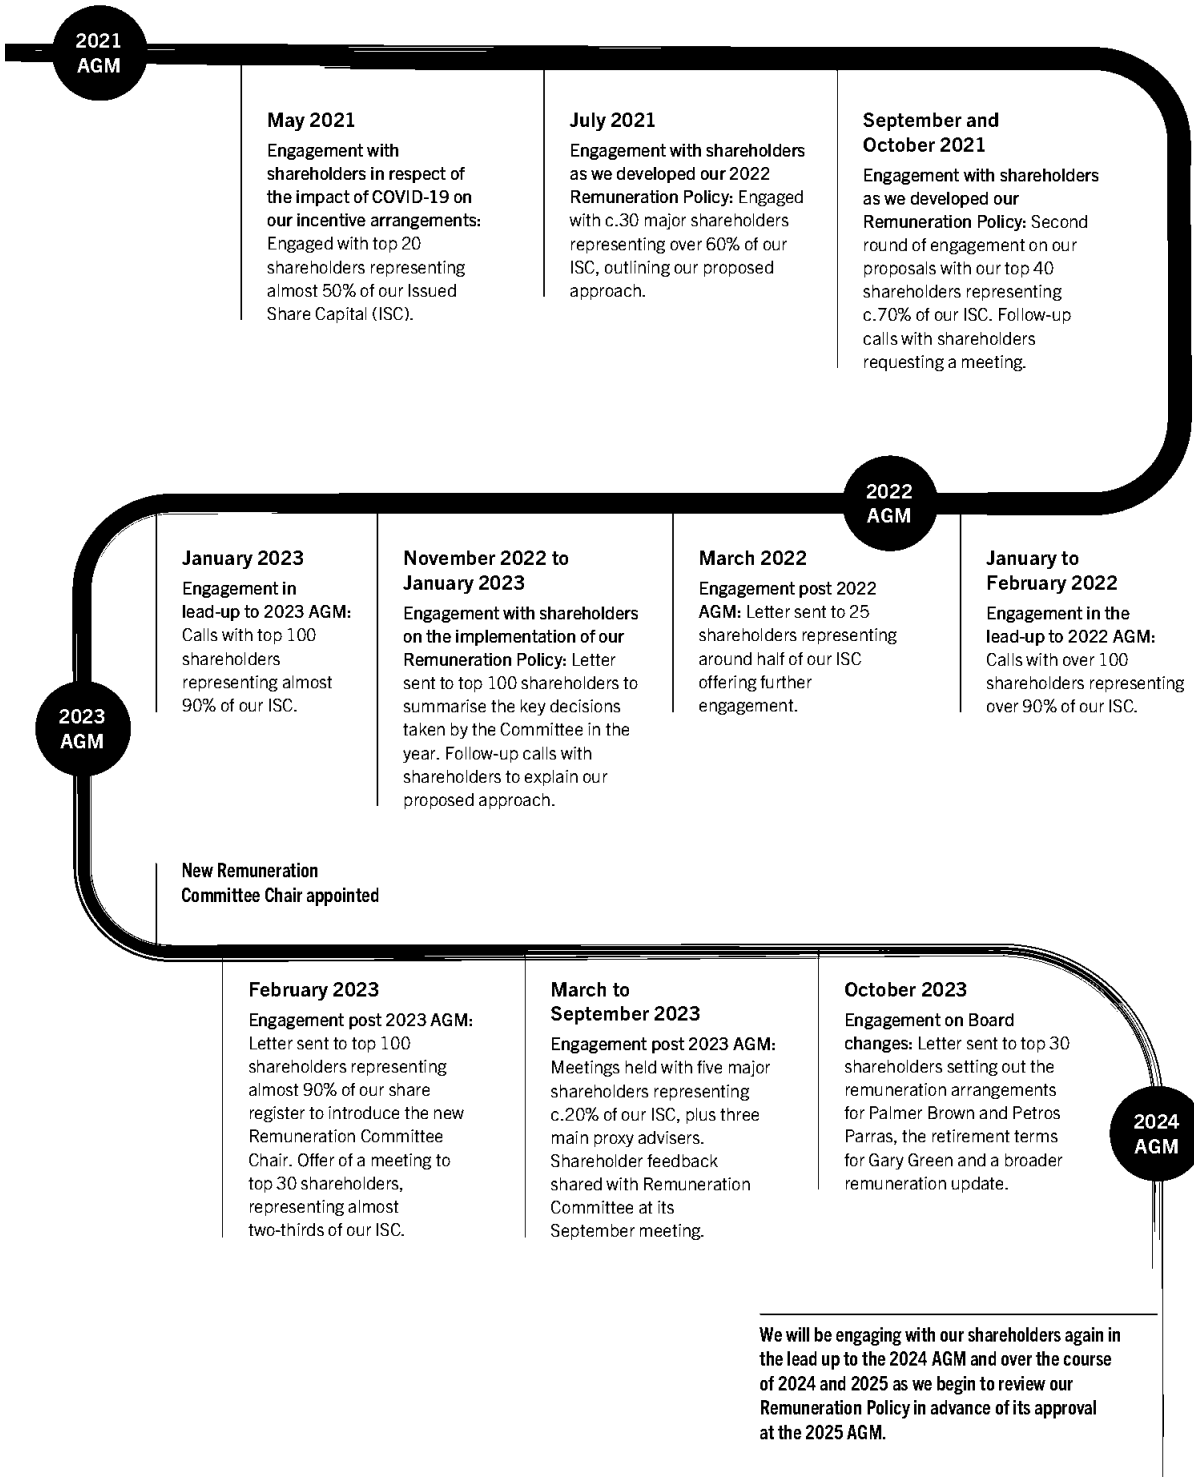 2021
AGM
May 2021
Engagement with
shareholders in respect of
the impact of COVID-19 on
our incentive arrangements:
Engaged with top 20
shareholders representing
almost 50% of our Issued
Share Capital (ISC).
July 2021
Engagement with shareholders
as we developed our 2022
Remuneration Policy: Engaged
with c.30 major shareholders
representing over 60% of our
ISC, outlining our proposed
approach.
September and
October 2021
Engagement with shareholders
as we developed our
Remuneration Policy: Second
round of engagement on our
proposals with our top 40
shareholders representing
c.70% of our ISC. Follow-up
calls with shareholders
requesting a meeting.
2022
AGM
January 2023
Engagement in
lead-up to 2023 AGM:
Calls with top 100
shareholders
representing almost
90% of our ISC.
November 2022 to
January 2023
Engagement with shareholders
on the implementation of our
Remuneration Policy: Letter
sent to top 100 shareholders to
summarise the key decisions
taken by the Committee in the
year. Follow-up calls with
shareholders to explain our
proposed approach.
March 2022
Engagement post 2022
AGM: Letter sent to 25
shareholders representing
around half of our ISC
offering further
engagement.
January to
February 2022
Engagement in the
lead-up to 2022 AGM:
Calls with over 100
shareholders representing
over 90% of our ISC.
2023
AGM
New Remuneration
Committee Chair appointed
February 2023
Engagement post 2023 AGM:
Letter sent to top 100
shareholders representing
almost 90% of our share
register to introduce the new
Remuneration Committee
Chair. Offer of a meeting to
top 30 shareholders,
representing almost
two-thirds of our ISC.
March to
September 2023
Engagement post 2023 AGM:
Meetings held with five major
shareholders representing
c.20% of our ISC, plus three
main proxy advisers.
Shareholder feedback
shared with Remuneration
Committee at its
September meeting.
October 2023
Engagement on Board
changes: Letter sent to top 30
shareholders setting out the
remuneration arrangements
for Palmer Brown and Petros
Parras, the retirement terms
for Gary Green and a broader
remuneration update.
2024
AGM
We will be engaging with our shareholders again in
the lead up to the 2024 AGM and over the course
of 2024 and 2025 as we begin to review our
Remuneration Policy in advance of its approval
at the 2025 AGM.